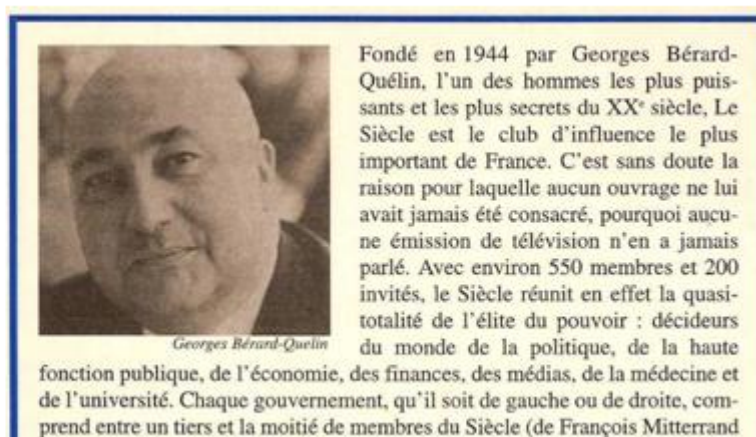 Fondé en 1944 par Georges Bérard-
Quélin, l'un des hommes les plus puis-
sants et les plus secrets du XXe siècle, Le
Siècle est le club d'influence le plus
important de France. C'est sans doute la
raison pour laquelle aucun ouvrage ne lui
avait jamais été consacré, pourquoi aucu-
ne émission de télévision n'en a jamais
parlé. Avec environ 550 membres et 200
invités, le Siècle réunit en effet la quasi-
totalité de l'élite du pouvoir : décideurs
du monde de la politique, de la haute
Georges Bérard-Quelin
fonction publique, de l'économie, des finances, des médias, de la médecine et
de l'université. Chaque gouvernement, qu'il soit de gauche ou de droite, com-
prend entre un tiers et la moitié de membres du Siècle (de François Mitterrand